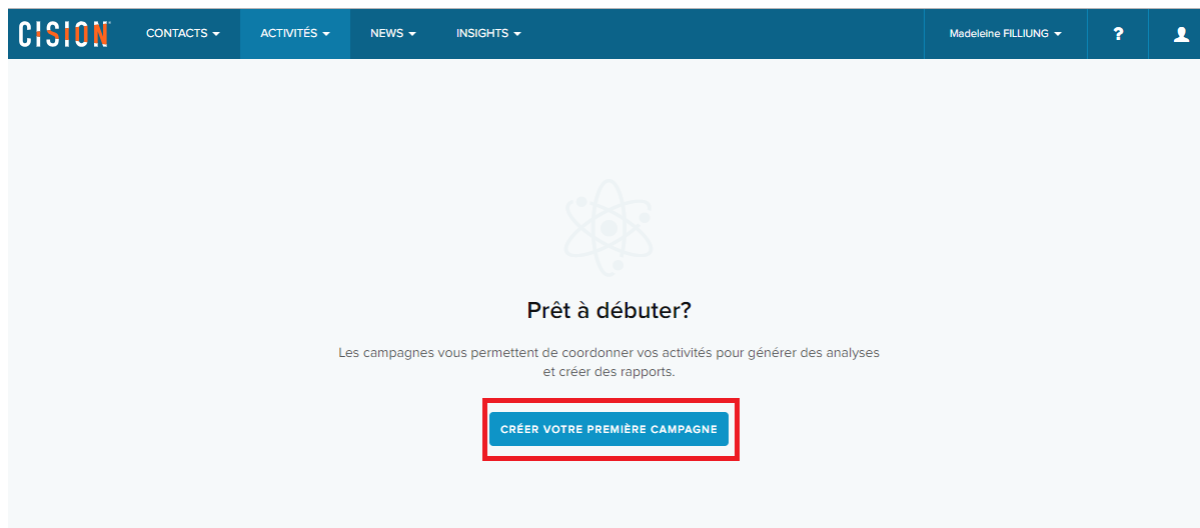 CISION CONTACTS ACTIVITÉS NEWS INSIGHTS Madeleine FILLIUNG ?
Prêt à débuter?
Les campagnes vous permettent de coordonner vos activités pour générer des analyses
et créer des rapports.
CRÉER VOTRE PREMIÈRE CAMPAGNE